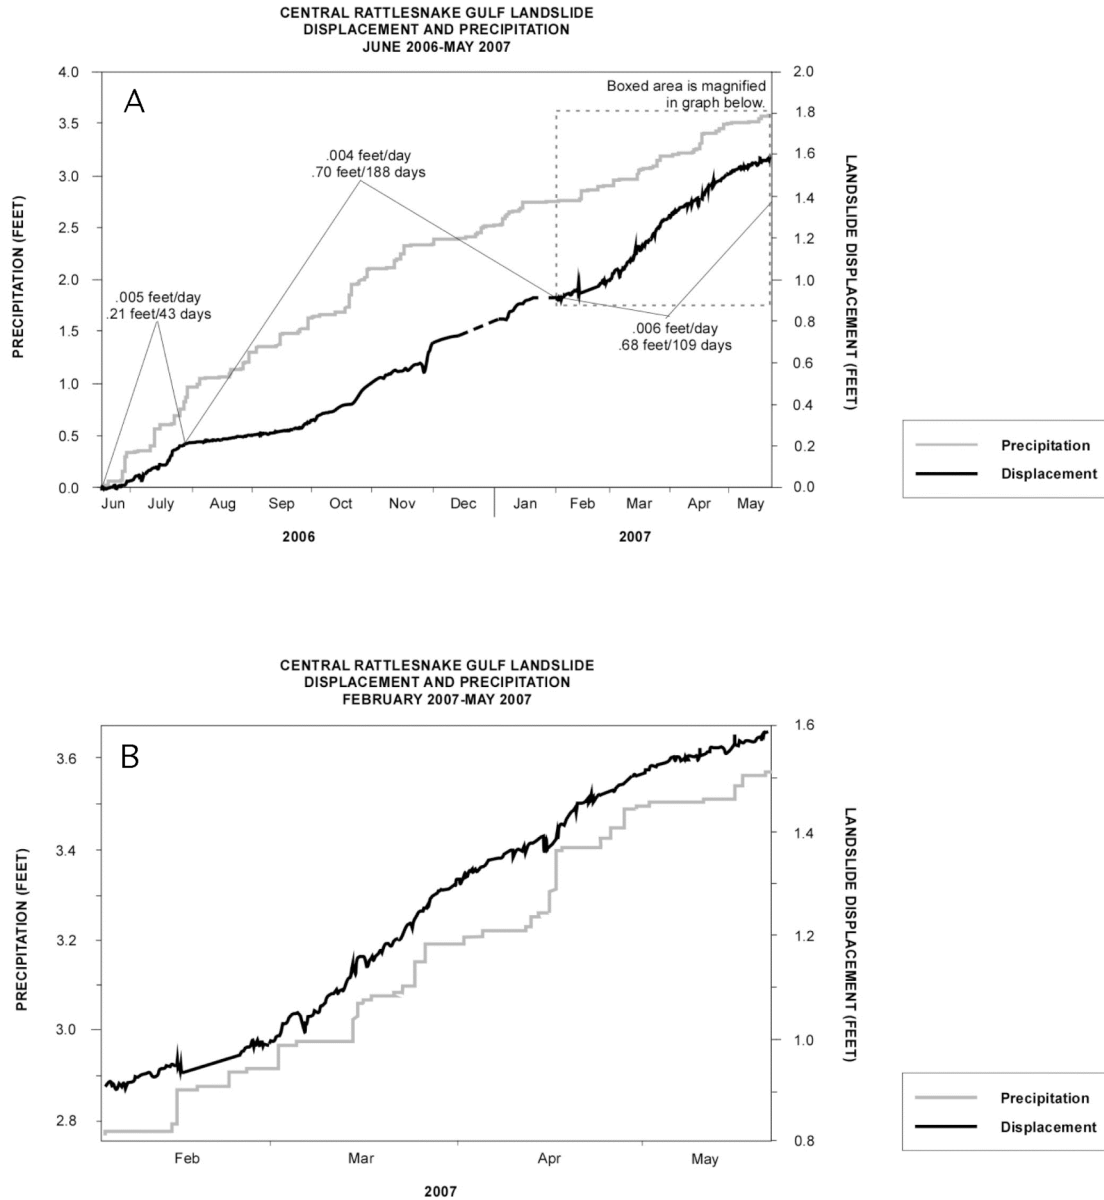 CENTRAL RATTLESNAKE GULF LANDSLIDE
DISPLACEMENT AND PRECIPITATION
JUNE 2006-MAY 2007
A
Boxed area is magnified
in graph below.
.004 feet/day
.70 feet/188 days
.005 feet/day
.21 feet/43 days
.006 feet/day
.68 feet/109 days
PRECIPITATION (FEET)
4.0
3.5
3.0
2.5
2.0
1.5
1.0
0.5
0.0
LANDSLIDE DISPLACEMENT (FEET)
2.0
1.8
1.6
1.4
1.2
1.0
0.8
0.6
0.4
0.2
0.0
Jun July Aug Sep Oct Nov Dec Jan Feb Mar Apr May
2006 2007
Precipitation
Displacement
CENTRAL RATTLESNAKE GULF LANDSLIDE
DISPLACEMENT AND PRECIPITATION
FEBRUARY 2007-MAY 2007
B
PRECIPITATION (FEET)
3.6
3.4
3.2
3.0
2.8
LANDSLIDE DISPLACEMENT (FEET)
1.6
1.4
1.2
1.0
0.8
Feb Mar Apr May
2007
Precipitation
Displacement